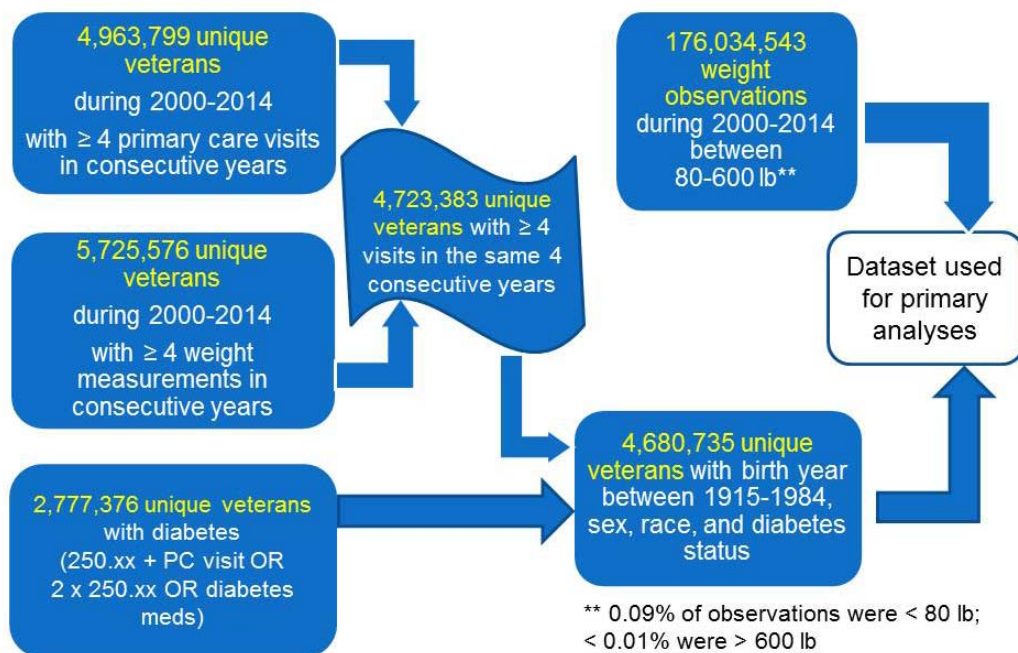 4,963,799 unique
veterans
during 2000-2014
with ≥ 4 primary care visits
in consecutive years
5,725,576 unique
veterans
during 2000-2014
with ≥ 4 weight
measurements in
consecutive years
2,777,376 unique veterans
with diabetes
(250.xx + PC visit OR
2 x 250.xx OR diabetes
meds)
4,723,383 unique
veterans with ≥ 4
visits in the same 4
consecutive years
176,034,543
weight
observations
during 2000-2014
between
80-600 lb**
Dataset used
for primary
analyses
4,680,735 unique
veterans with birth year
between 1915-1984,
sex, race, and diabetes
status
** 0.09% of observations were < 80 lb;
< 0.01% were > 600 lb